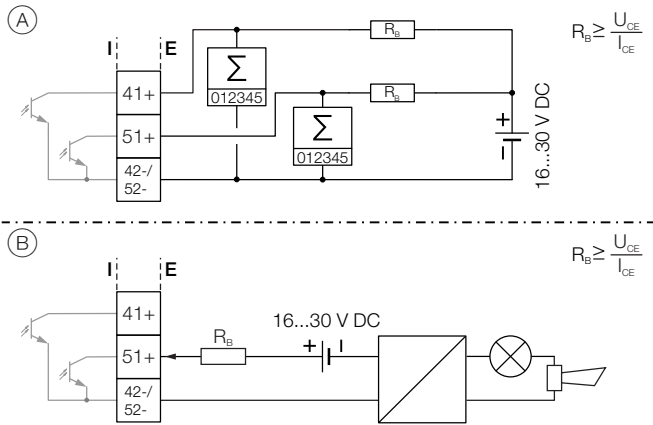 A
I E
R_B
R_B ≥ U_CE / I_CE
Σ
012345
41+
R_B
51+
Σ
012345
+
−
16...30 V DC
42-/
52-
B
I E
R_B ≥ U_CE / I_CE
41+
16...30 V DC
R_B
+ −
51+
42-/
52-